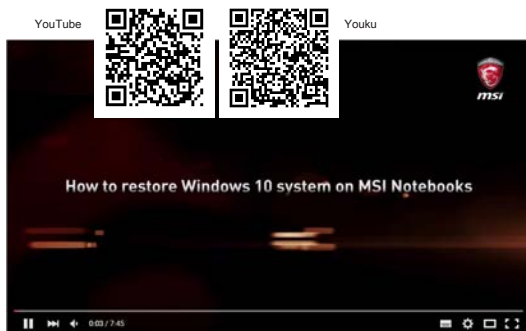 YouTube
Youku
msi
How to restore Windows 10 system on MSI Notebooks
0:03 / 7:45